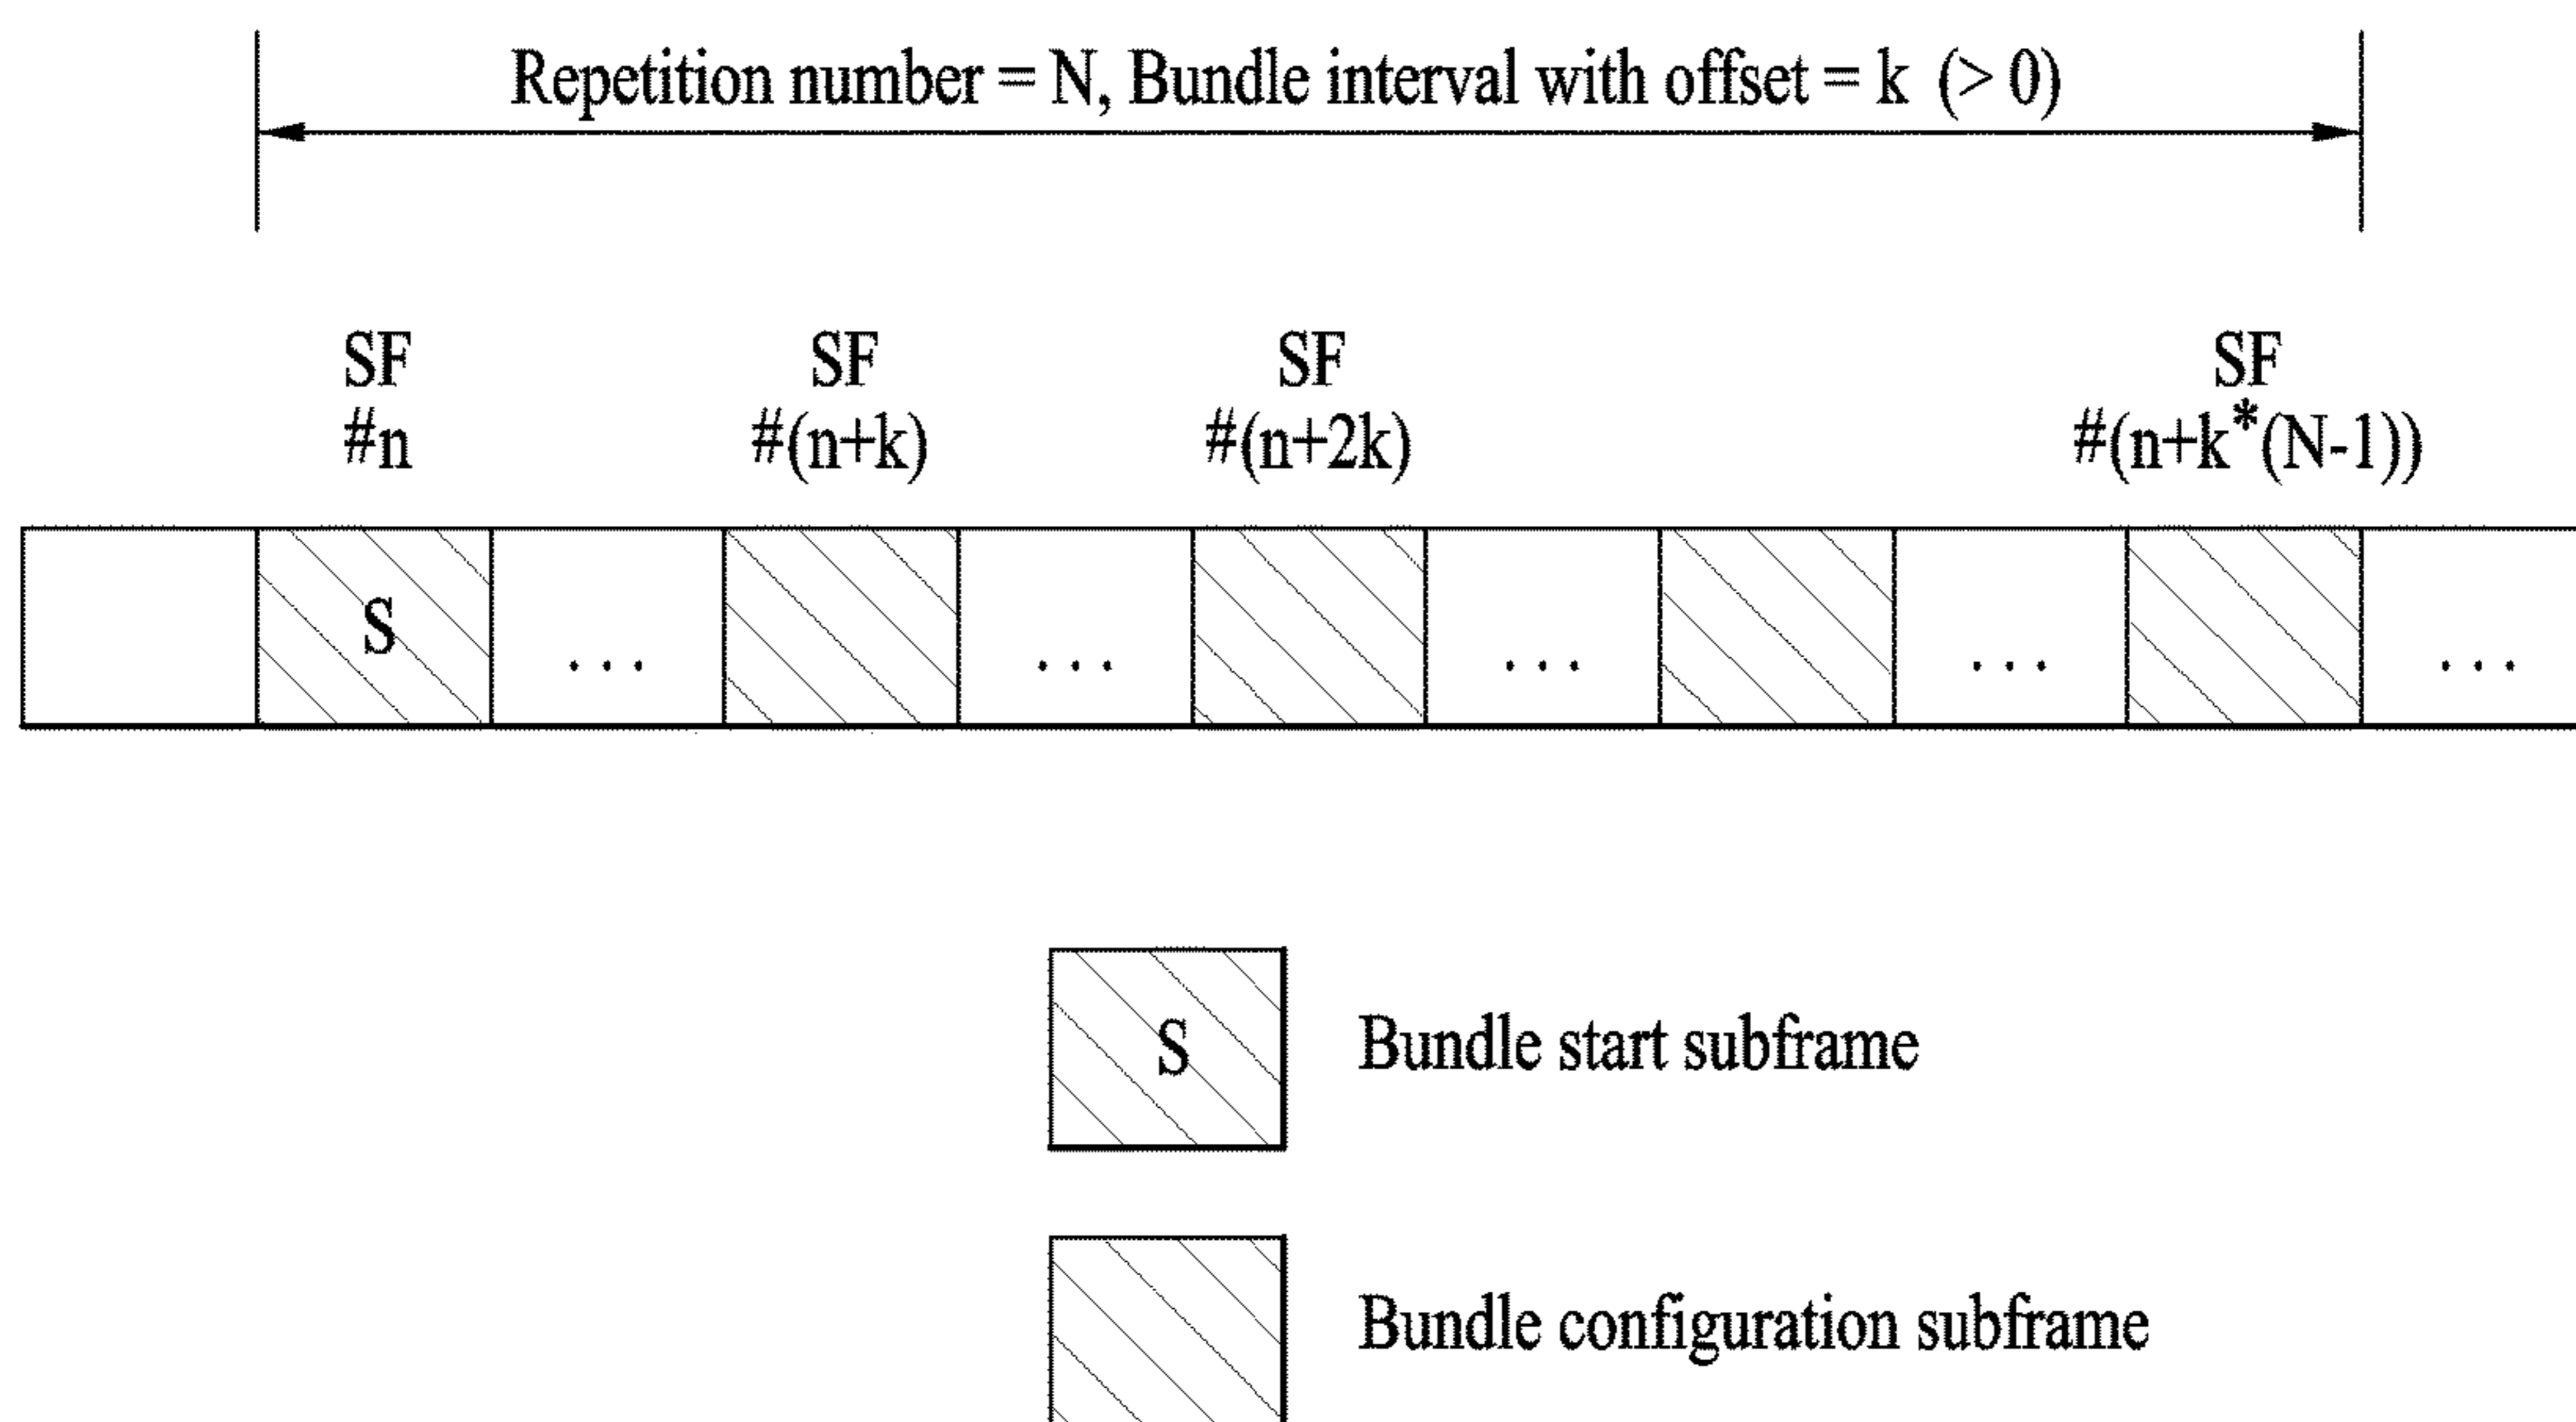 Repetition number = N, Bundle interval with offset = k (> 0)
SF SF SF SF
#n #(n+k) #(n+2k) #(n+k*(N-1))
S ... ... ... ... ...
S Bundle start subframe
Bundle configuration subframe